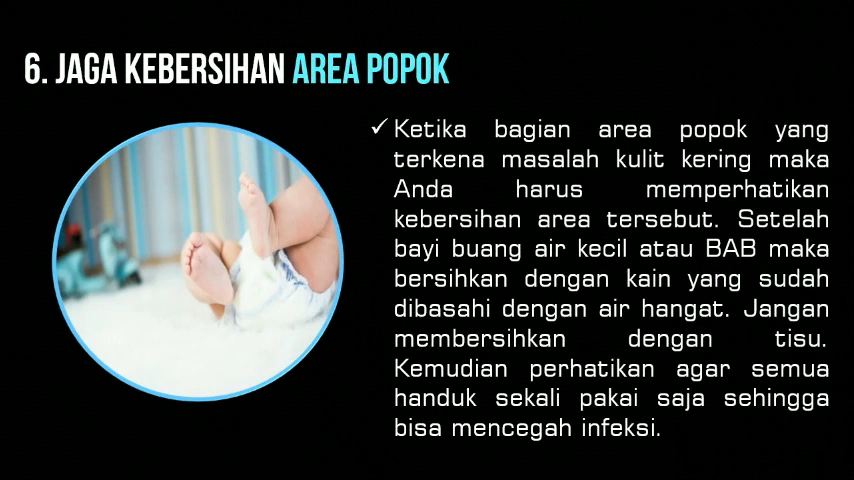 6. JAGA KEBERSIHAN AREA POPOK
✓ Ketika bagian area popok yang
terkena masalah kulit kering maka
Anda harus memperhatikan
kebersihan area tersebut. Setelah
bayi buang air kecil atau BAB maka
bersihkan dengan kain yang sudah
dibasahi dengan air hangat. Jangan
membersihkan dengan tisu.
Kemudian perhatikan agar semua
handuk sekali pakai saja sehingga
bisa mencegah infeksi.